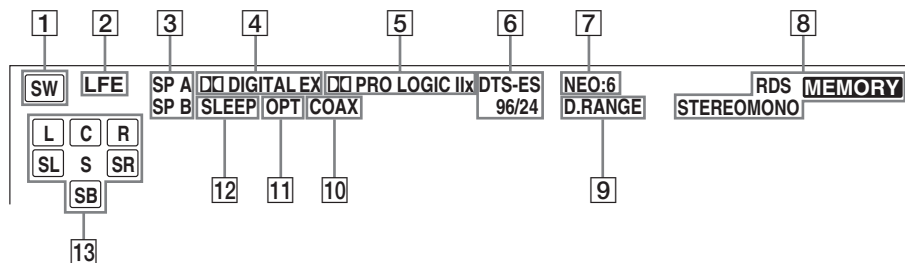 1 2 3 4 5 6 7 8
SW LFE SP A DIGITAL EX PRO LOGIC IIx DTS-ES NEO:6 RDS MEMORY
SP B SLEEP OPT COAX 96/24 D.RANGE STEREOMONO
L C R
SL S SR
SB
12 11 10 9
13